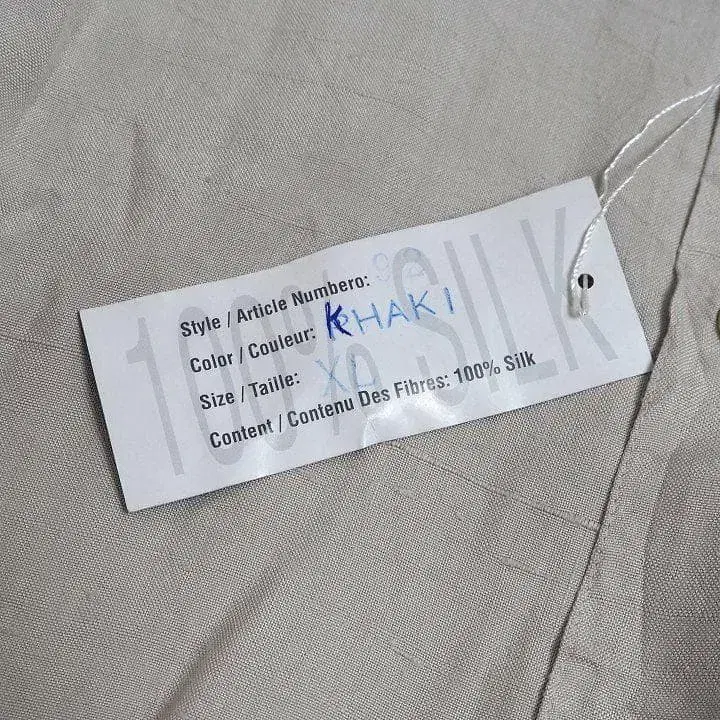 100% SILK
Style / Article Numbero:
Color / Couleur: KHAKI
Size / Taille: XL
Content / Contenu Des Fibres: 100% Silk